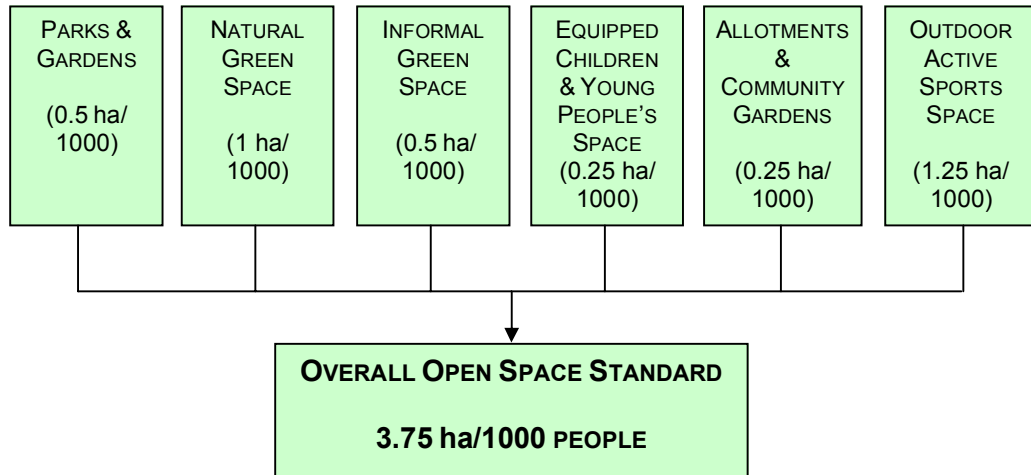 PARKS &
GARDENS
(0.5 ha/
1000)
NATURAL
GREEN
SPACE
(1 ha/
1000)
INFORMAL
GREEN
SPACE
(0.5 ha/
1000)
EQUIPPED
CHILDREN
& YOUNG
PEOPLE'S
SPACE
(0.25 ha/
1000)
ALLOTMENTS
&
COMMUNITY
GARDENS
(0.25 ha/
1000)
OUTDOOR
ACTIVE
SPORTS
SPACE
(1.25 ha/
1000)
OVERALL OPEN SPACE STANDARD
3.75 ha/1000 PEOPLE